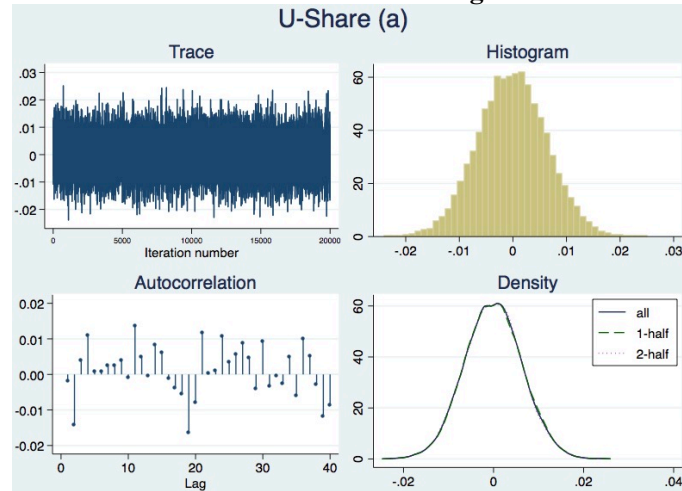 U-Share (a)
Trace
.03
.02
.01
0
-.01
-.02
0 5000 10000 15000 20000
Iteration number
Histogram
60
40
20
0
-.02 -.01 0 .01 .02 .03
Autocorrelation
0.02
0.01
0.00
-0.01
-0.02
0 10 20 30 40
Lag
Density
60
40
20
0
-.02 0 .02 .04
all
1-half
2-half